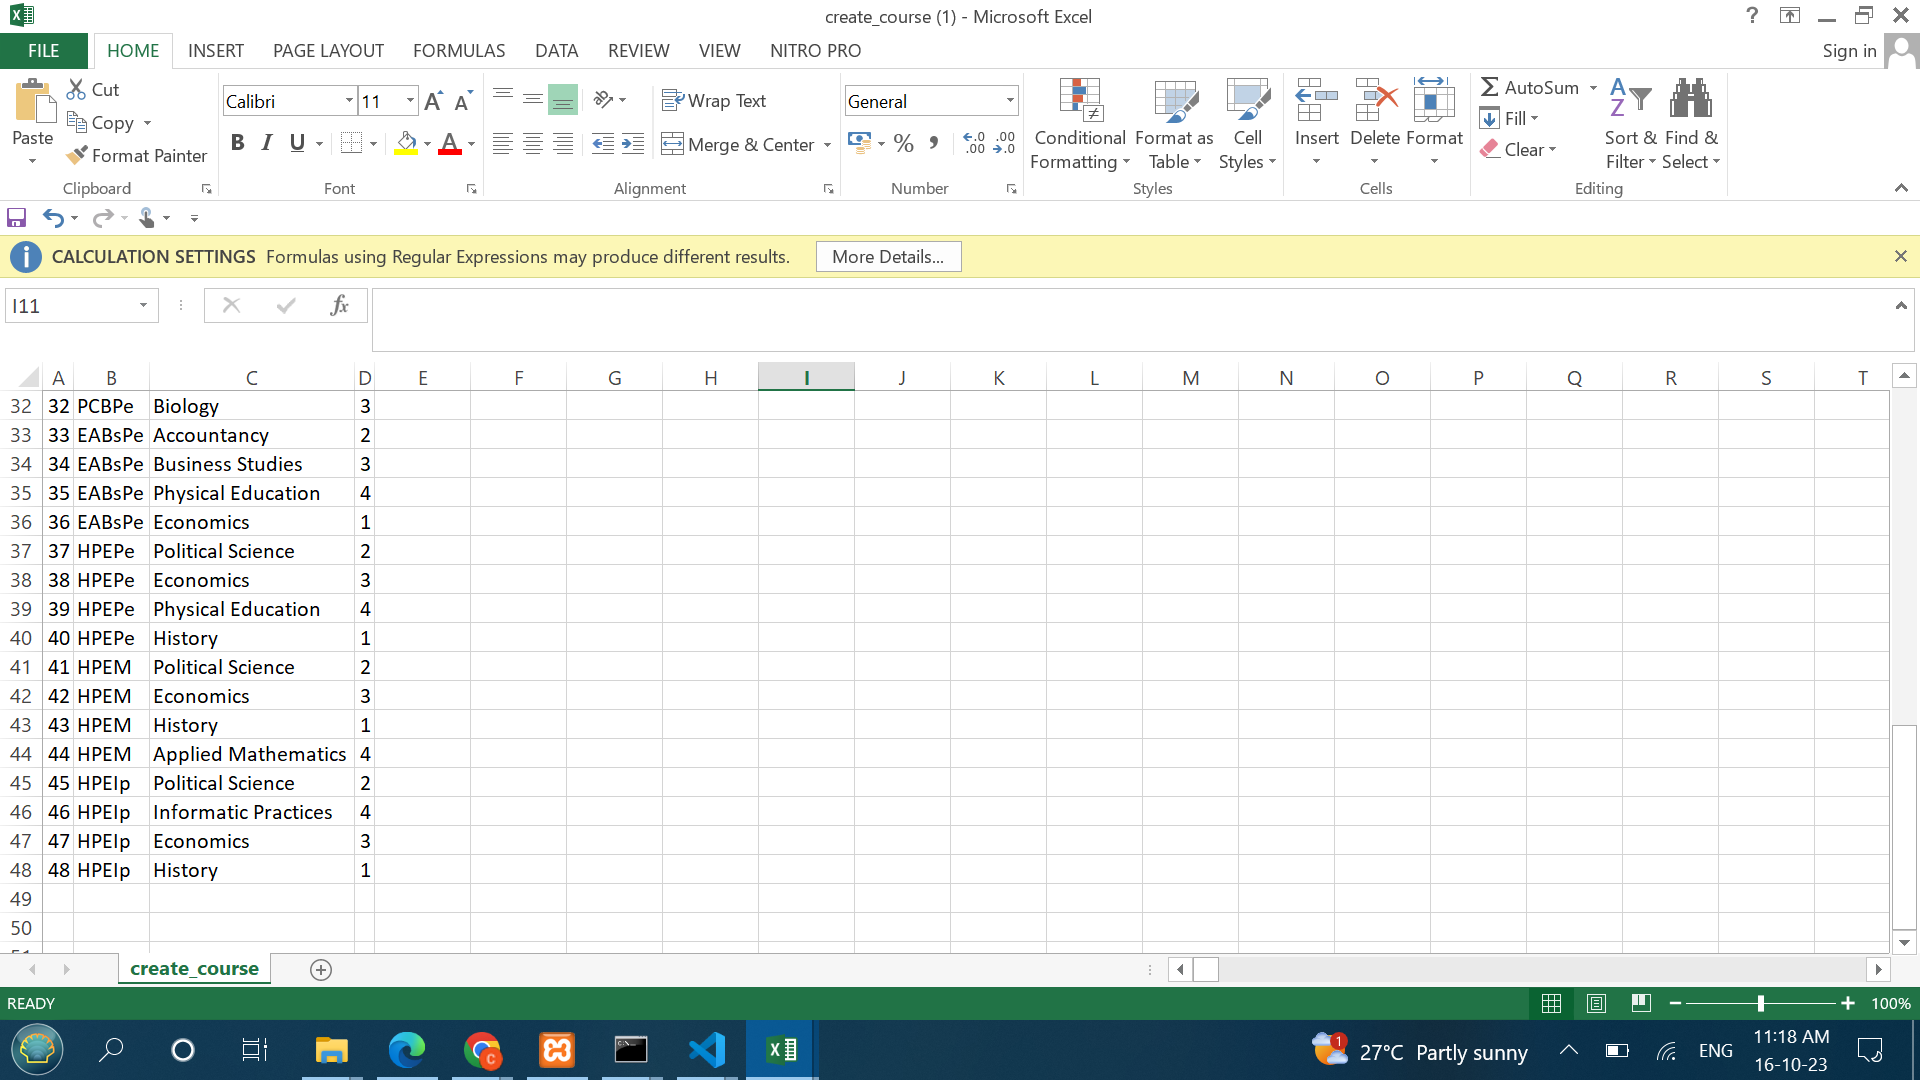 create_course (1) - Microsoft Excel
?
FILE HOME INSERT PAGE LAYOUT FORMULAS DATA REVIEW VIEW NITRO PRO Sign in
Paste Cut Copy Format Painter Clipboard
Calibri 11 A A B I U A Font
Wrap Text Merge & Center Alignment
General % , .0 .00 .00 .0 Number
Conditional Formatting Format as Table Cell Styles Styles
Insert Delete Format Cells
AutoSum Fill Clear A Z Sort & Filter Find & Select Editing
CALCULATION SETTINGS Formulas using Regular Expressions may produce different results. More Details...
I11 fx
A B C D E F G H I J K L M N O P Q R S T
32 32 PCBPe Biology 3
33 33 EABsPe Accountancy 2
34 34 EABsPe Business Studies 3
35 35 EABsPe Physical Education 4
36 36 EABsPe Economics 1
37 37 HPEPe Political Science 2
38 38 HPEPe Economics 3
39 39 HPEPe Physical Education 4
40 40 HPEPe History 1
41 41 HPEM Political Science 2
42 42 HPEM Economics 3
43 43 HPEM History 1
44 44 HPEM Applied Mathematics 4
45 45 HPEIp Political Science 2
46 46 HPEIp Informatic Practices 4
47 47 HPEIp Economics 3
48 48 HPEIp History 1
49
50
create_course
READY 100%
1 27°C Partly sunny ENG 11:18 AM
16-10-23